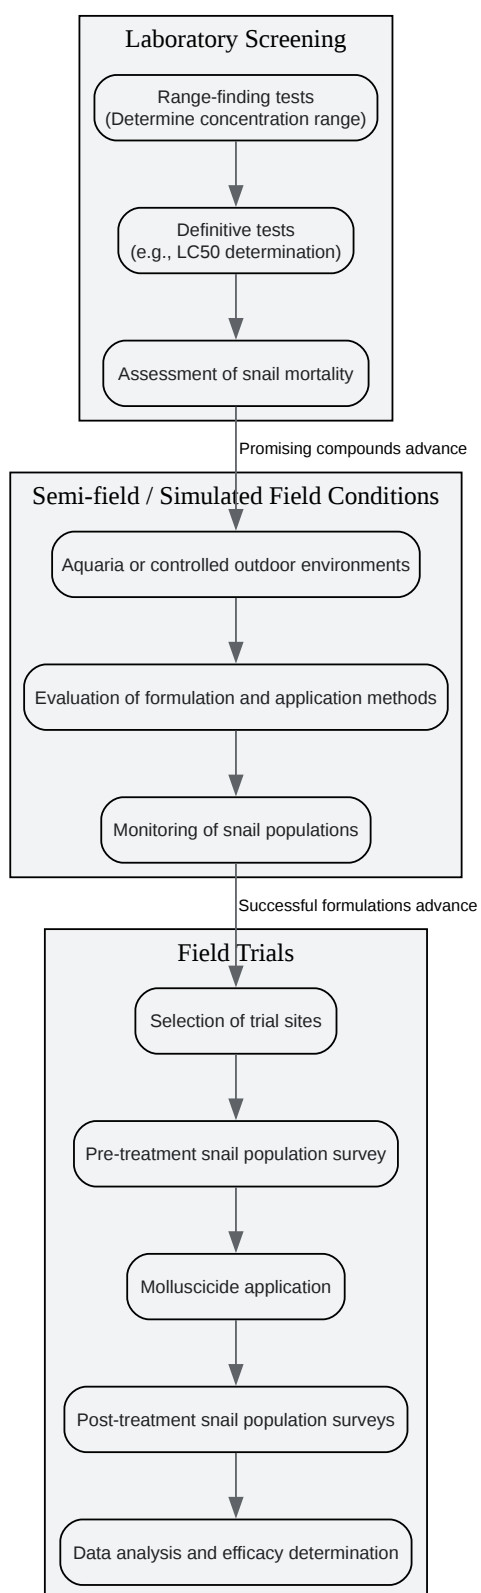 Laboratory Screening
Range-finding tests
(Determine concentration range)
Definitive tests
(e.g., LC50 determination)
Assessment of snail mortality
Promising compounds advance
Semi-field / Simulated Field Conditions
Aquaria or controlled outdoor environments
Evaluation of formulation and application methods
Monitoring of snail populations
Successful formulations advance
Field Trials
Selection of trial sites
Pre-treatment snail population survey
Molluscicide application
Post-treatment snail population surveys
Data analysis and efficacy determination